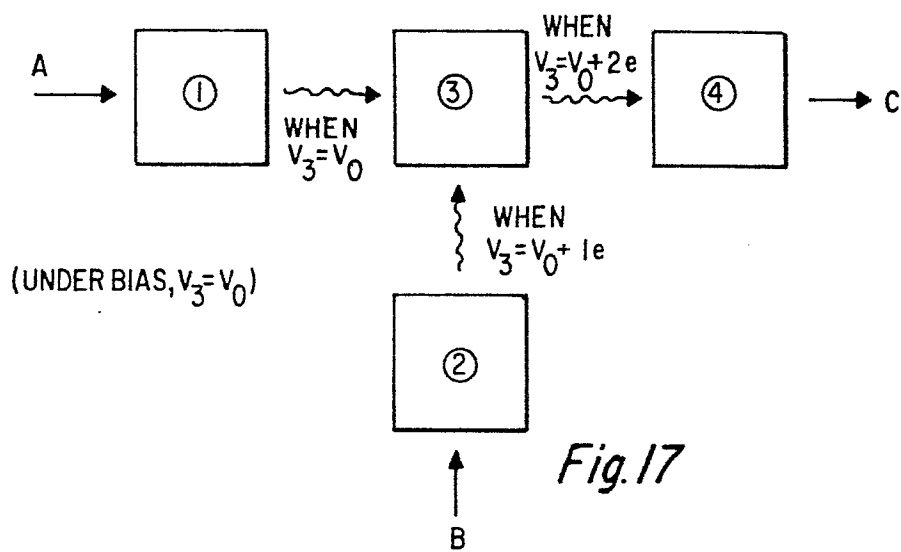 A
①
WHEN
V₃=V₀
③
WHEN
V₃=V₀+2e
④
C
WHEN
V₃=V₀+1e
(UNDER BIAS, V₃=V₀)
②
B
Fig. 17